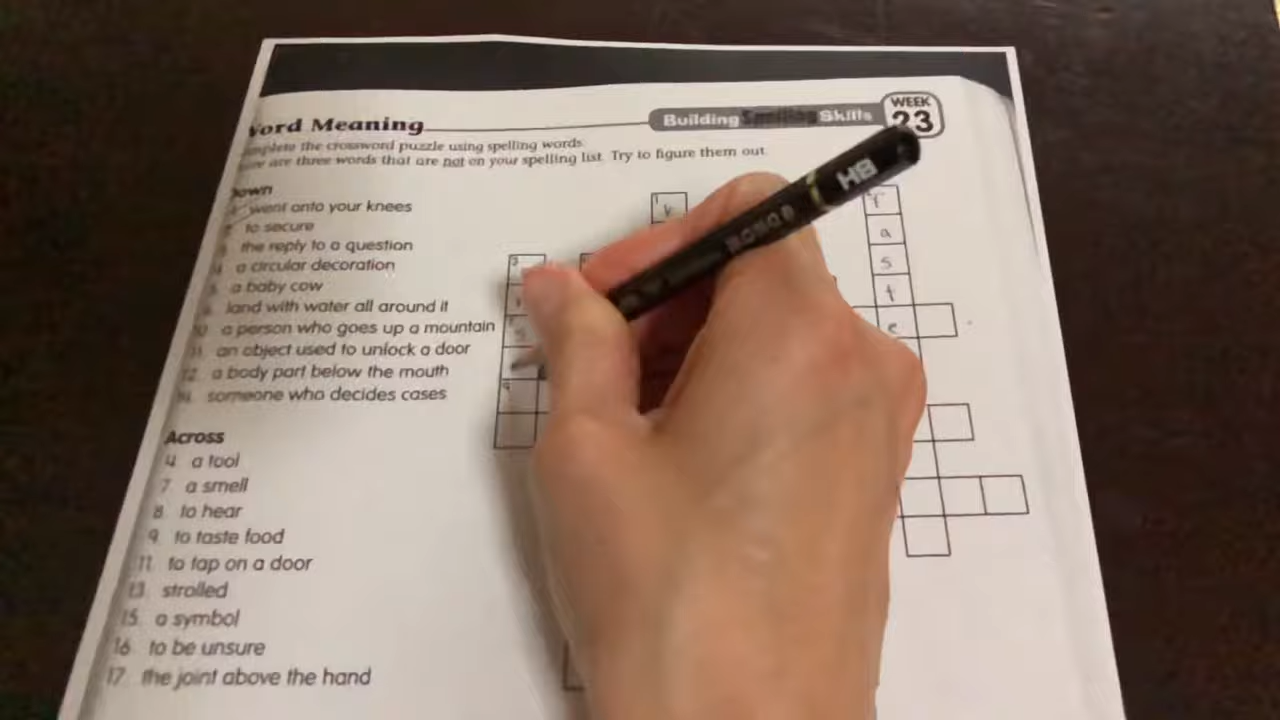 Word Meaning
Building Spelling Skills
WEEK
23
complete the crossword puzzle using spelling words.
are three words that are not on your spelling list. Try to figure them out.
Down
went onto your knees
to secure
the reply to a question
a circular decoration
a baby cow
land with water all around it
10. a person who goes up a mountain
11. an object used to unlock a door
12. a body part below the mouth
someone who decides cases
Across
4. a tool
7. a smell
8. to hear
9. to taste food
11. to tap on a door
13. strolled
15. a symbol
16. to be unsure
17. the joint above the hand
1
a
s
t
e
HB